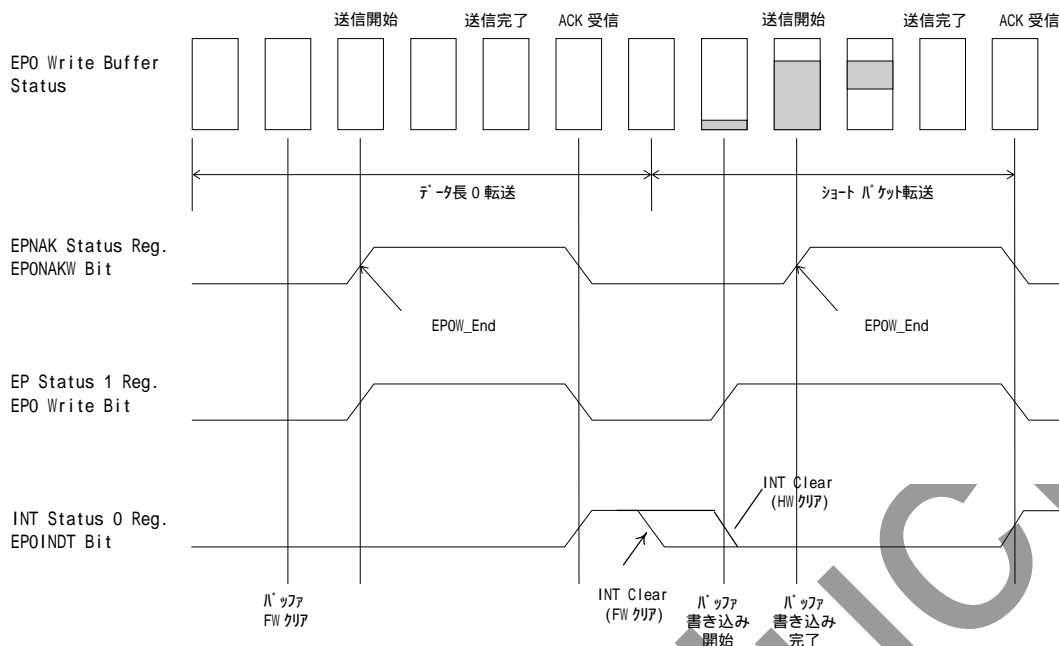 送信開始 送信完了 ACK 受信 送信開始 送信完了 ACK 受信
EP0 Write Buffer
Status
データ長 0 転送 ショート パケット転送
EPNAK Status Reg.
EP0NAKW Bit
EP0W_End EP0W_End
EP Status 1 Reg.
EP0 Write Bit
INT Clear
(HW クリア)
INT Status 0 Reg.
EP0INDT Bit
INT Clear
(FW クリア)
バッファ
FW クリア
バッファ
書き込み
開始
バッファ
書き込み
完了